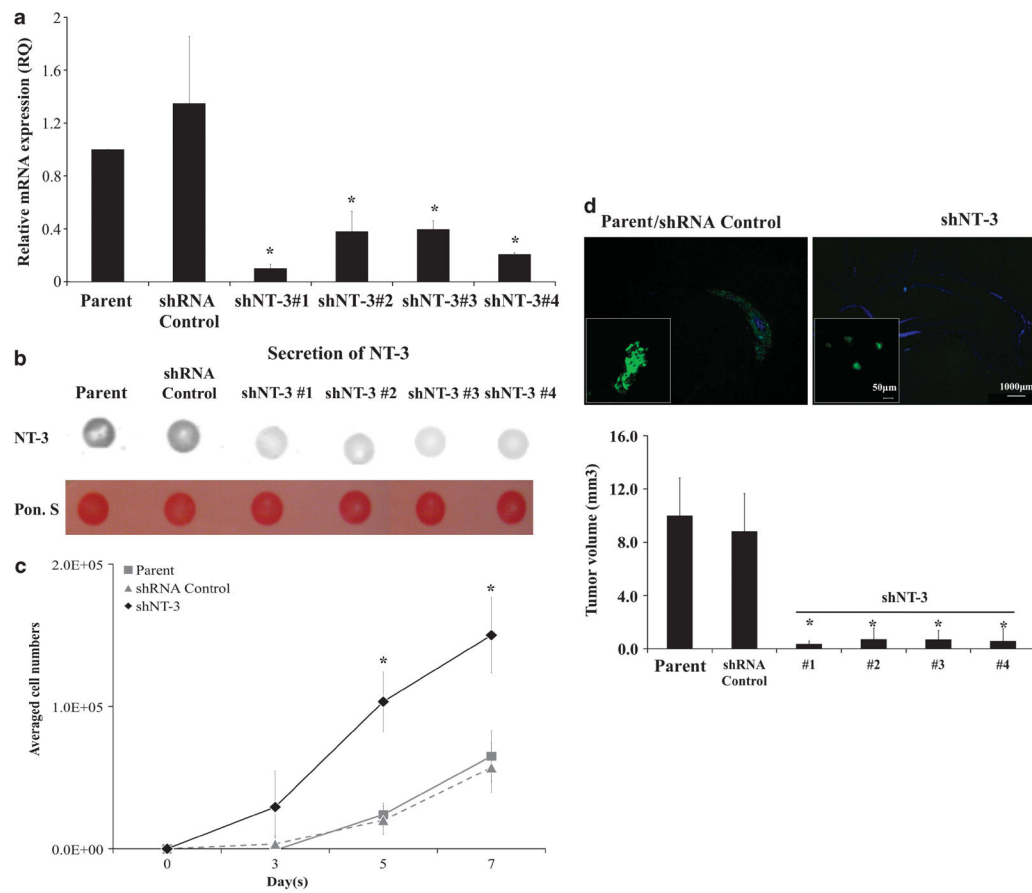 a
Relative mRNA expression (RQ)
2
1.6
1.2
0.8
0.4
0
Parent
shRNA
Control
shNT-3#1
shNT-3#2
shNT-3#3
shNT-3#4
*
*
*
*
b
Secretion of NT-3
Parent
shRNA
Control
shNT-3 #1
shNT-3 #2
shNT-3 #3
shNT-3 #4
NT-3
Pon. S
c
Averaged cell numbers
2.0E+05
1.0E+05
0.0E+00
Parent
shRNA Control
shNT-3
*
*
0
3
5
7
Day(s)
d
Parent/shRNA Control
shNT-3
50μm
1000μm
Tumor volume (mm3)
16.0
12.0
8.0
4.0
0.0
shNT-3
*
*
*
*
Parent
shRNA
Control
#1
#2
#3
#4